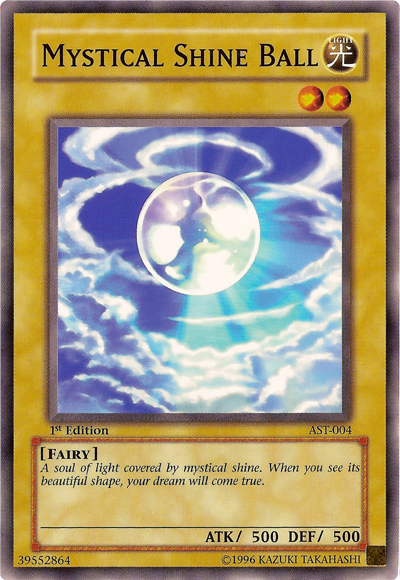 MYSTICAL SHINE BALL
LIGHT
光
1st Edition
AST-004
[FAIRY]
A soul of light covered by mystical shine. When you see its
beautiful shape, your dream will come true.
ATK/ 500 DEF/ 500
39552864
©1996 KAZUKI TAKAHASHI